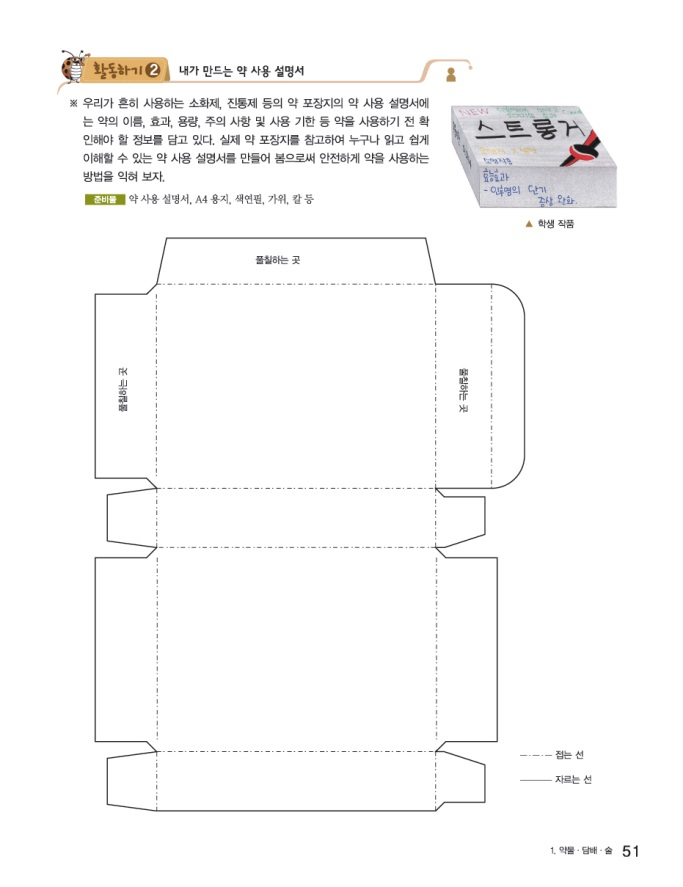 활동하기 2 내가 만드는 약 사용 설명서
※ 우리가 흔히 사용하는 소화제, 진통제 등의 약 포장지의 약 사용 설명서에
는 약의 이름, 효과, 용량, 주의 사항 및 사용 기한 등 약을 사용하기 전 확
인해야 할 정보를 담고 있다. 실제 약 포장지를 참고하여 누구나 읽고 쉽게
이해할 수 있는 약 사용 설명서를 만들어 봄으로써 안전하게 약을 사용하는
방법을 익혀 보자.
준비물 약 사용 설명서, A4 용지, 색연필, 가위, 칼 등
NEW
스트롱거
효능효과
단기
증상 완화.
▲ 학생 작품
풀칠하는 곳
풀칠하는 곳
풀칠하는 곳
접는 선
자르는 선
1. 약물·담배·술 51